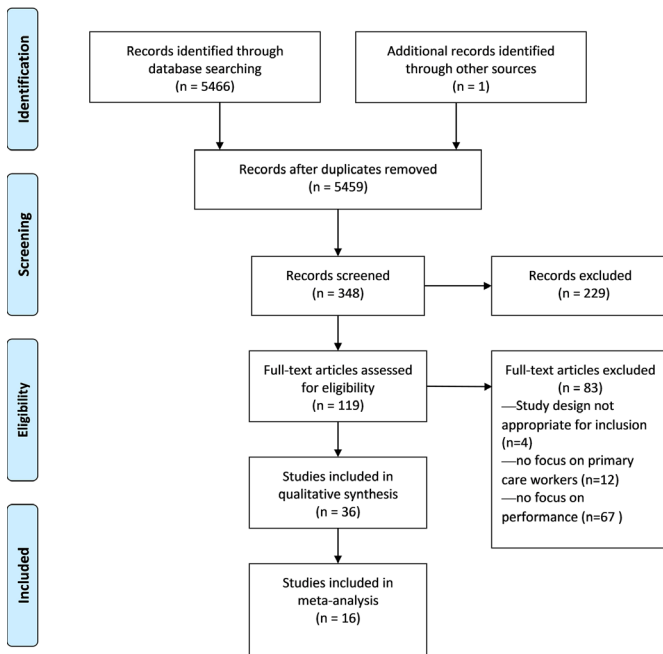 Identification
Records identified through
database searching
(n = 5466)
Additional records identified
through other sources
(n = 1)
Records after duplicates removed
(n = 5459)
Screening
Records screened
(n = 348)
Records excluded
(n = 229)
Eligibility
Full-text articles assessed
for eligibility
(n = 119)
Full-text articles excluded
(n = 83)
—Study design not
appropriate for inclusion
(n=4)
—no focus on primary
care workers (n=12)
—no focus on
performance (n=67 )
Studies included in
qualitative synthesis
(n = 36)
Included
Studies included in
meta-analysis
(n = 16)